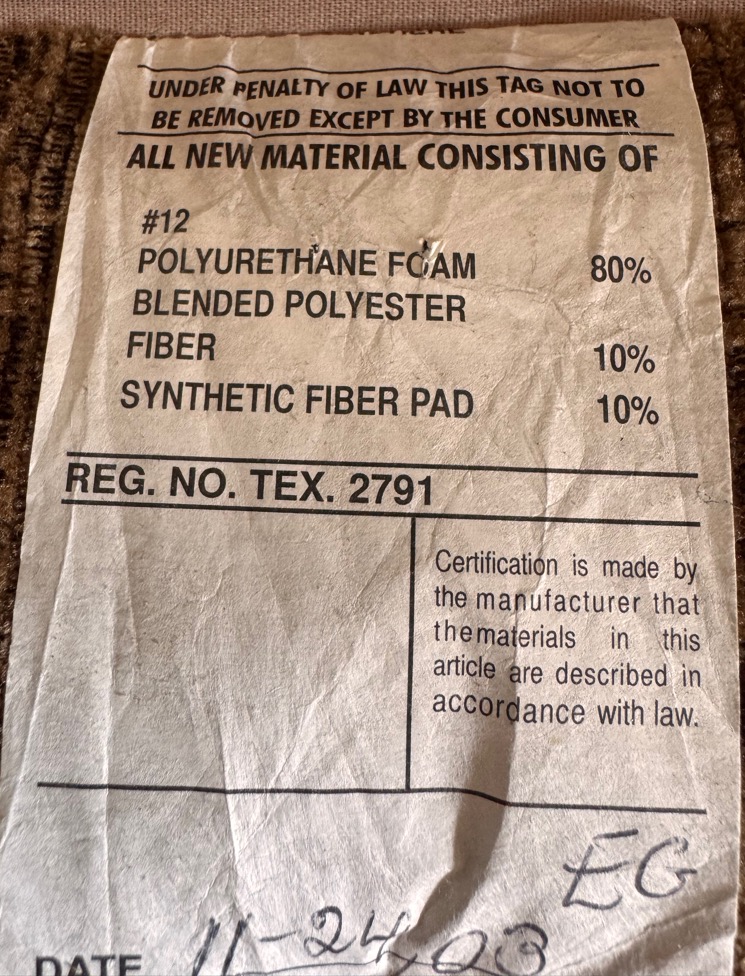 UNDER PENALTY OF LAW THIS TAG NOT TO
BE REMOVED EXCEPT BY THE CONSUMER
ALL NEW MATERIAL CONSISTING OF
#12
POLYURETHANE FOAM 80%
BLENDED POLYESTER
FIBER 10%
SYNTHETIC FIBER PAD 10%
REG. NO. TEX. 2791
Certification is made by
the manufacturer that
thematerials in this
article are described in
accordance with law.
EG
DATE 11-24,03